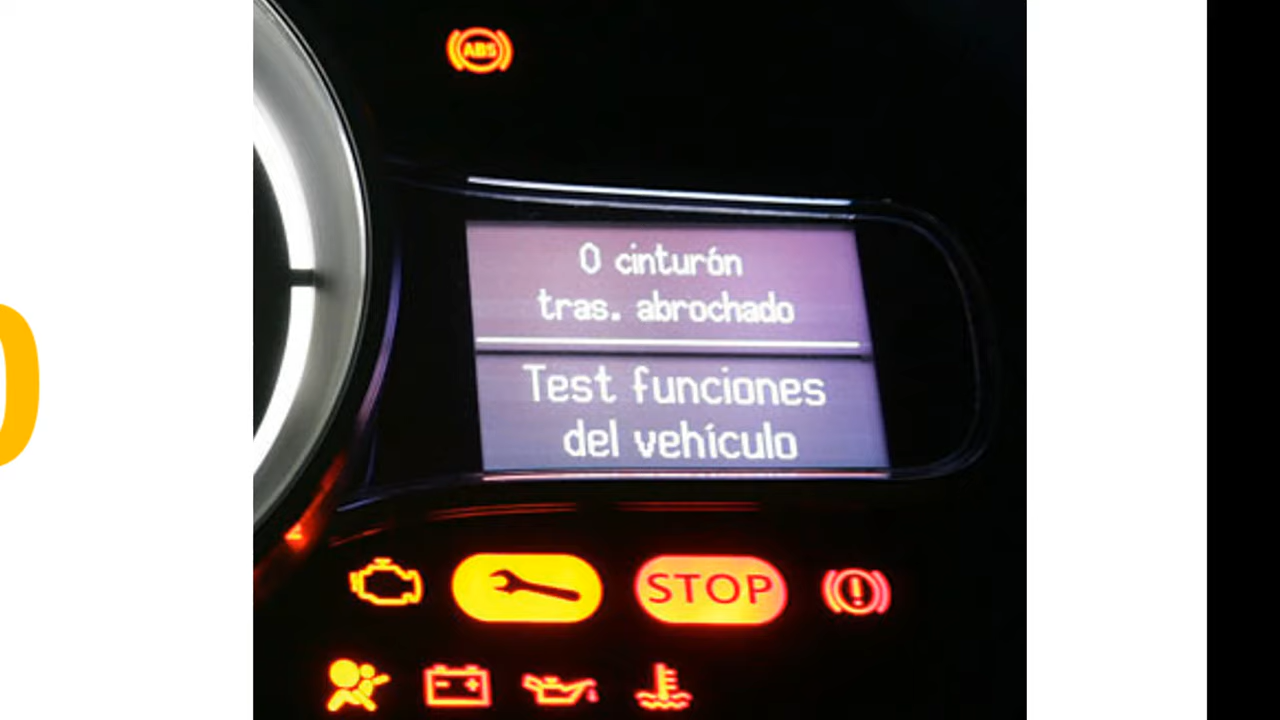 ABS
0 cinturón
tras. abrochado
Test funciones
del vehículo
STOP